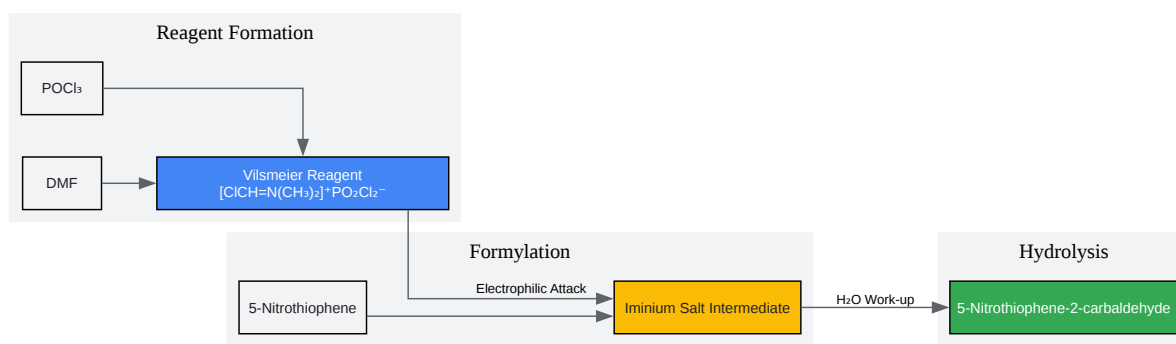 Reagent Formation
POCl₃
DMF
Vilsmeier Reagent
[ClCH=N(CH₃)₂]⁺PO₂Cl₂⁻
Formylation
Hydrolysis
Electrophilic Attack
5-Nitrothiophene
Iminium Salt Intermediate
H₂O Work-up
5-Nitrothiophene-2-carbaldehyde